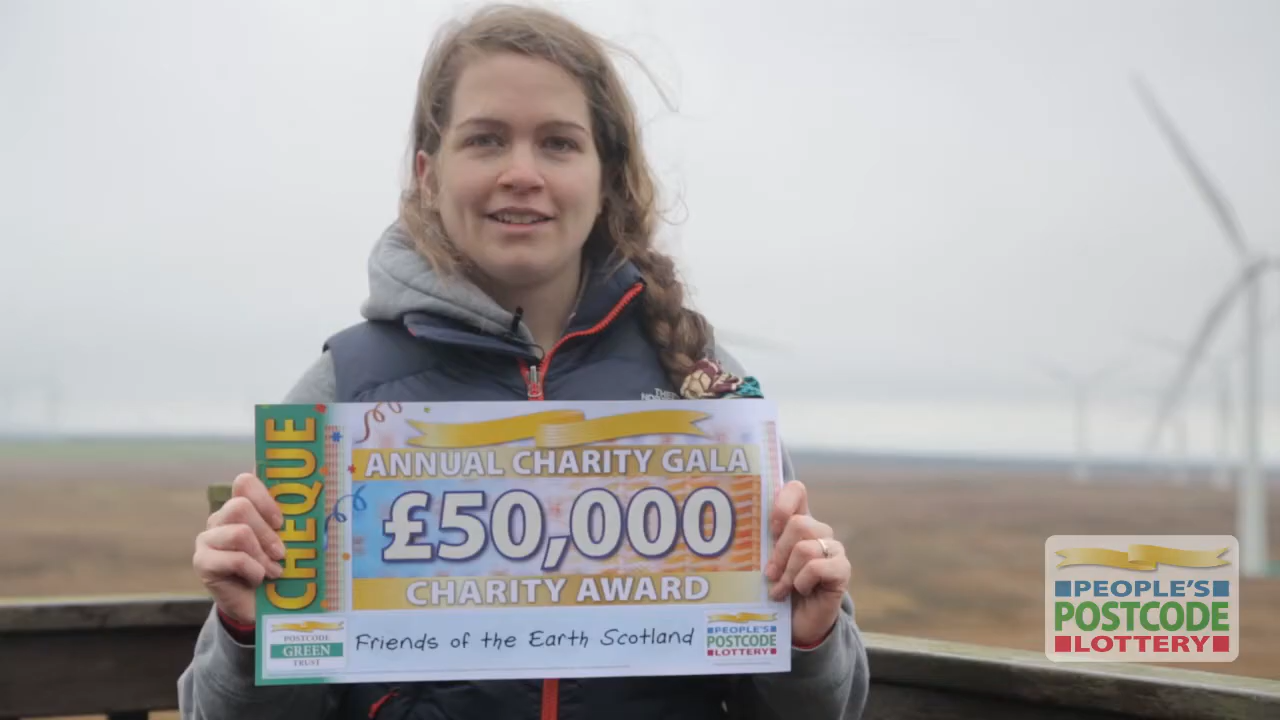 CHEQUE
ANNUAL CHARITY GALA
£50,000
CHARITY AWARD
POSTCODE
GREEN
TRUST
Friends of the Earth Scotland
PEOPLE'S
POSTCODE
LOTTERY
PEOPLE'S
POSTCODE
LOTTERY